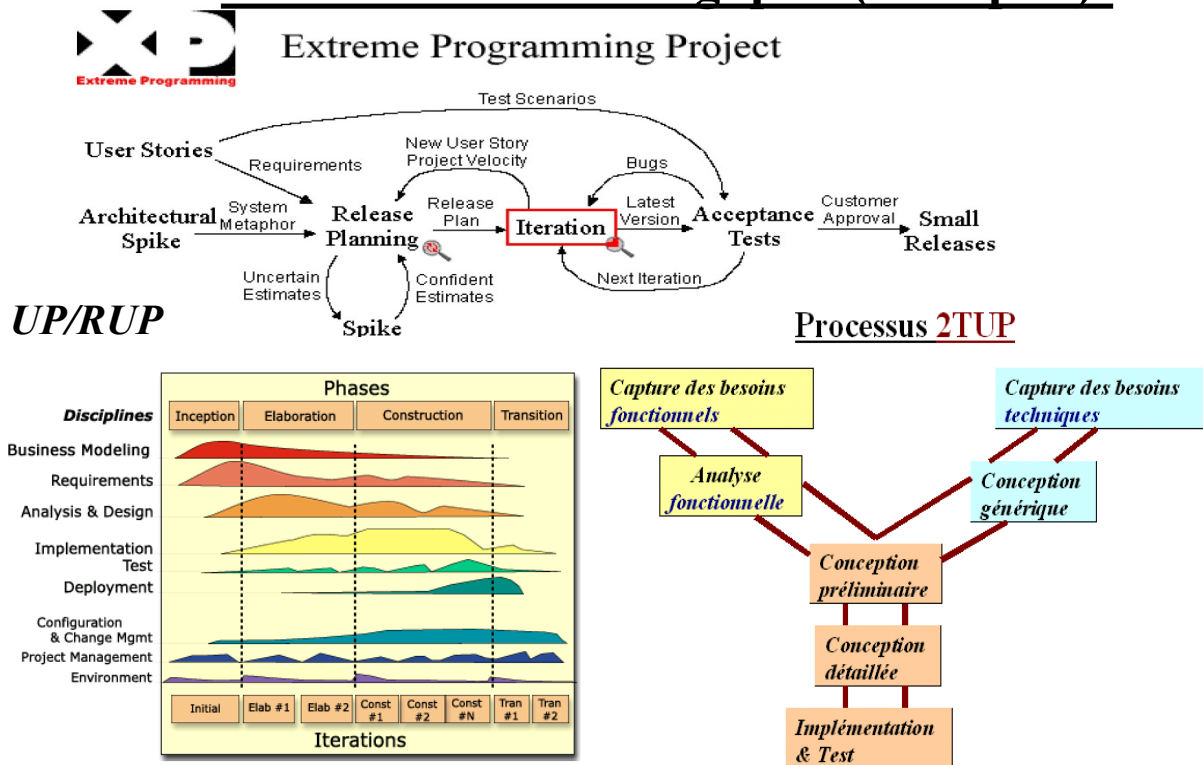 XP
Extreme Programming
Extreme Programming Project
Test Scenarios
User Stories
Requirements
New User Story
Project Velocity
Bugs
Architectural
Spike
System
Metaphor
Release
Planning
Release
Plan
Iteration
Latest
Version
Acceptance
Tests
Customer
Approval
Small
Releases
Uncertain
Estimates
Confident
Estimates
Next Iteration
Spike
UP/RUP
Processus 2TUP
Phases
Disciplines
Inception
Elaboration
Construction
Transition
Business Modeling
Requirements
Analysis & Design
Implementation
Test
Deployment
Configuration
& Change Mgmt
Project Management
Environment
Initial
Elab #1
Elab #2
Const
#1
Const
#2
Const
#N
Tran
#1
Tran
#2
Iterations
Capture des besoins
fonctionnels
Capture des besoins
techniques
Analyse
fonctionnelle
Conception
générique
Conception
préliminaire
Conception
détaillée
Implémentation
& Test